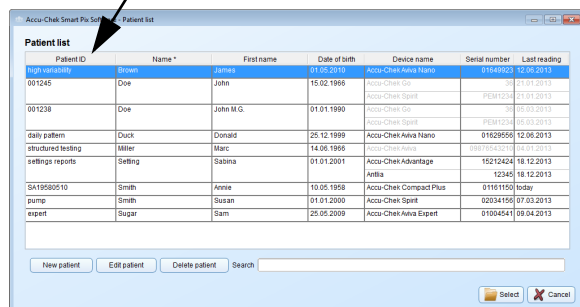 Accu-Chek Smart Pix Software - Patient list
Patient list
Patient ID Name * First name Date of birth Device name Serial number Last reading
high variability Brown James 01.05.2010 Accu-Chek Aviva Nano 01649923 12.06.2013
001245 Doe John 15.02.1966 Accu-Chek Go 36 21.01.2013
Accu-Chek Spirit PEM1234 21.01.2013
001238 Doe John M.G. 01.01.1990 Accu-Chek Go 36 05.03.2013
Accu-Chek Spirit PEM1234 05.03.2013
daily pattern Duck Donald 25.12.1999 Accu-Chek Aviva Nano 01629556 12.06.2013
structured testing Miller Marc 14.06.1966 Accu-Chek Aviva 09876543210 04.01.2013
settings reports Setting Sabina 01.01.2001 Accu-Chek Advantage 15212424 18.12.2013
Antlia 12345 18.12.2013
SA19580510 Smith Annie 10.05.1958 Accu-Chek Compact Plus 01161150 today
pump Smith Susan 01.01.2000 Accu-Chek Spirit 02034156 07.03.2013
expert Sugar Sam 25.05.2009 Accu-Chek Aviva Expert 01004541 09.04.2013
New patient Edit patient Delete patient Search
Select Cancel